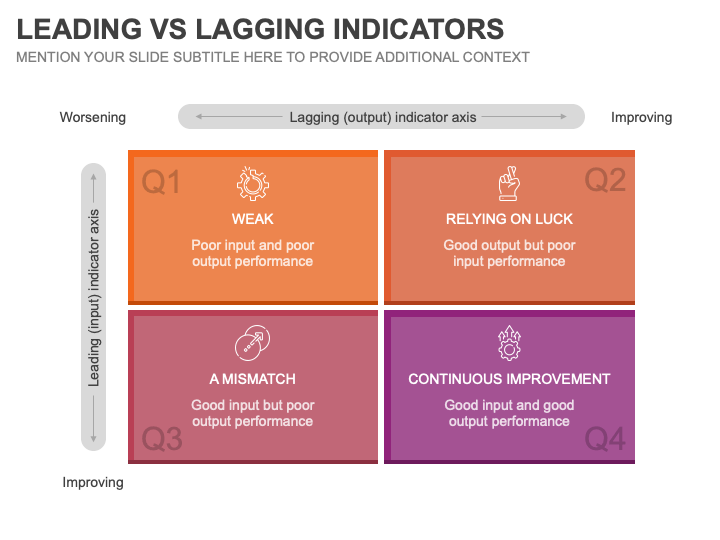 LEADING VS LAGGING INDICATORS
MENTION YOUR SLIDE SUBTITLE HERE TO PROVIDE ADDITIONAL CONTEXT
Worsening
Lagging (output) indicator axis
Improving
Leading (input) indicator axis
Q1
WEAK
Poor input and poor
output performance
Q2
RELYING ON LUCK
Good output but poor
input performance
A MISMATCH
Good input but poor
output performance
Q3
CONTINUOUS IMPROVEMENT
Good input and good
output performance
Q4
Improving